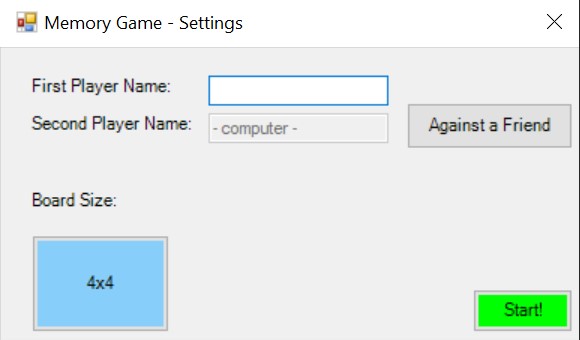 Memory Game - Settings
First Player Name:
Second Player Name: - computer - Against a Friend
Board Size:
4x4
Start!